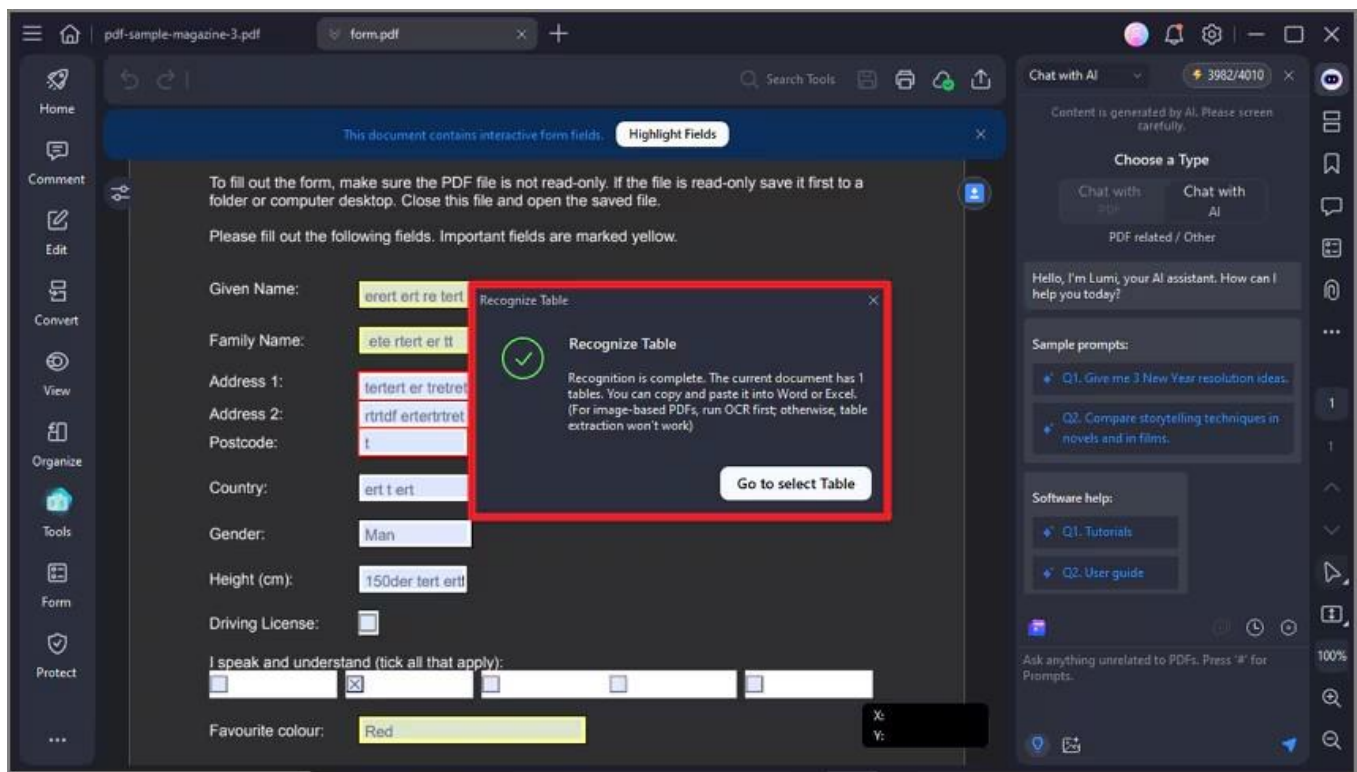 pdf-sample-magazine-3.pdf
form.pdf
Home
Comment
Edit
Convert
View
Organize
Tools
Form
Protect
Search Tools
This document contains interactive form fields.
Highlight Fields
To fill out the form, make sure the PDF file is not read-only. If the file is read-only save it first to a
folder or computer desktop. Close this file and open the saved file.
Please fill out the following fields. Important fields are marked yellow.
Given Name: erert ert re tert
Family Name: ete rtert er tt
Address 1: tertert er tretret
Address 2: rtrtdf ertertrtret
Postcode: t
Country: ert t ert
Gender: Man
Height (cm): 150der tert ert
Driving License:
I speak and understand (tick all that apply):
Favourite colour: Red
Recognize Table
Recognize Table
Recognition is complete. The current document has 1
tables. You can copy and paste it into Word or Excel.
(For image-based PDFs, run OCR first; otherwise, table
extraction won't work)
Go to select Table
X:
Y:
Chat with AI
3982/4010
Content is generated by AI. Please screen
carefully.
Choose a Type
Chat with
PDF
Chat with
AI
PDF related / Other
Hello, I'm Lumi, your AI assistant. How can I
help you today?
Sample prompts:
Q1. Give me 3 New Year resolution ideas.
Q2. Compare storytelling techniques in
novels and in films.
Software help:
Q1. Tutorials
Q2. User guide
Ask anything unrelated to PDFs. Press '#' for
Prompts.
1
1
100%